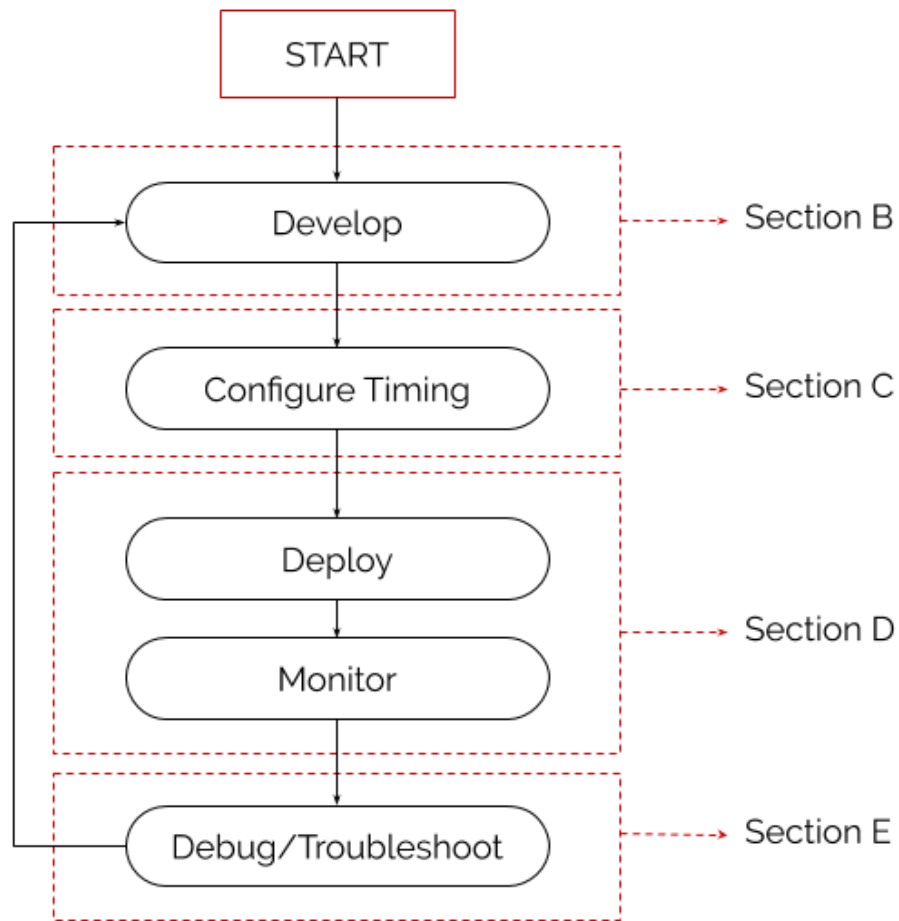 START
Develop
Section B
Configure Timing
Section C
Deploy
Section D
Monitor
Debug/Troubleshoot
Section E